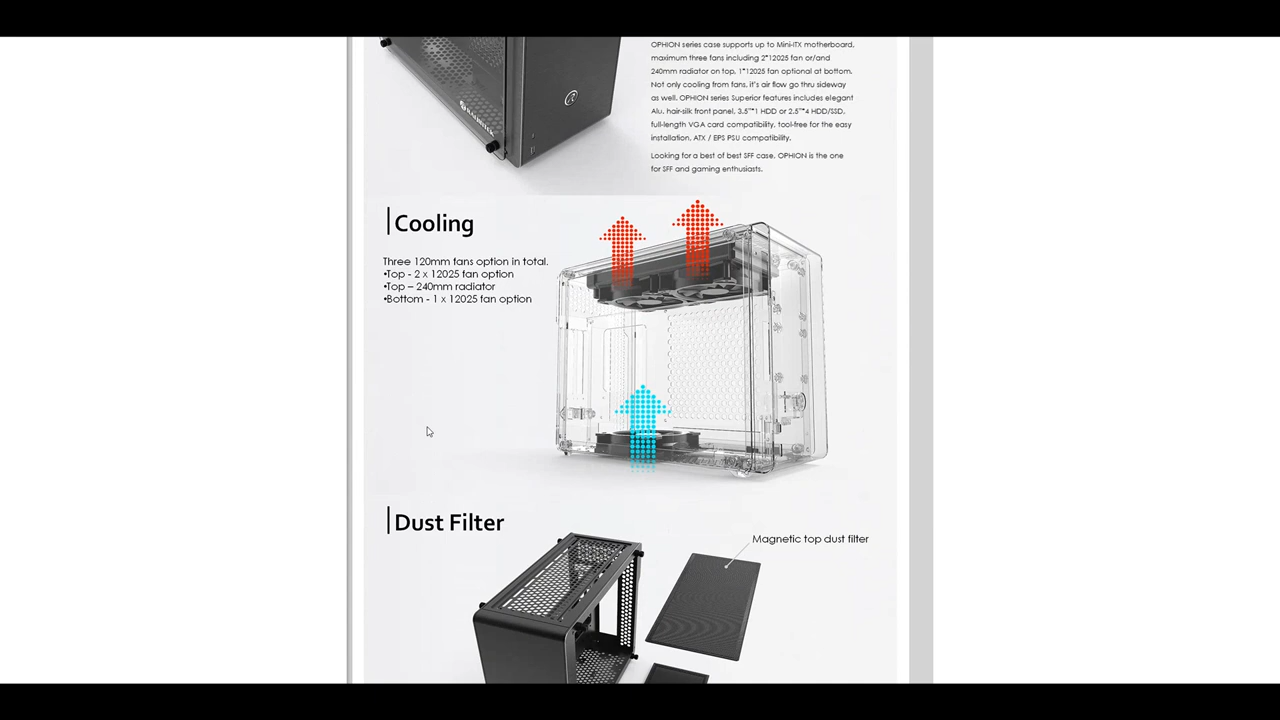 OPHION series case supports up to Mini-ITX motherboard,
maximum three fans including 2*12025 fan or/and
240mm radiator on top, 1*12025 fan optional at bottom.
Not only cooling from fans, it's air flow go thru sideway
as well. OPHION series Superior features includes elegant
Alu. hair-silk front panel, 3.5"*1 HDD or 2.5"*4 HDD/SSD,
full-length VGA card compatibility, tool-free for the easy
installation, ATX / EPS PSU compatibility.
Looking for a best of best SFF case, OPHION is the one
for SFF and gaming enthusiasts.
Cooling
Three 120mm fans option in total.
•Top - 2 x 12025 fan option
•Top – 240mm radiator
•Bottom - 1 x 12025 fan option
Dust Filter
Magnetic top dust filter